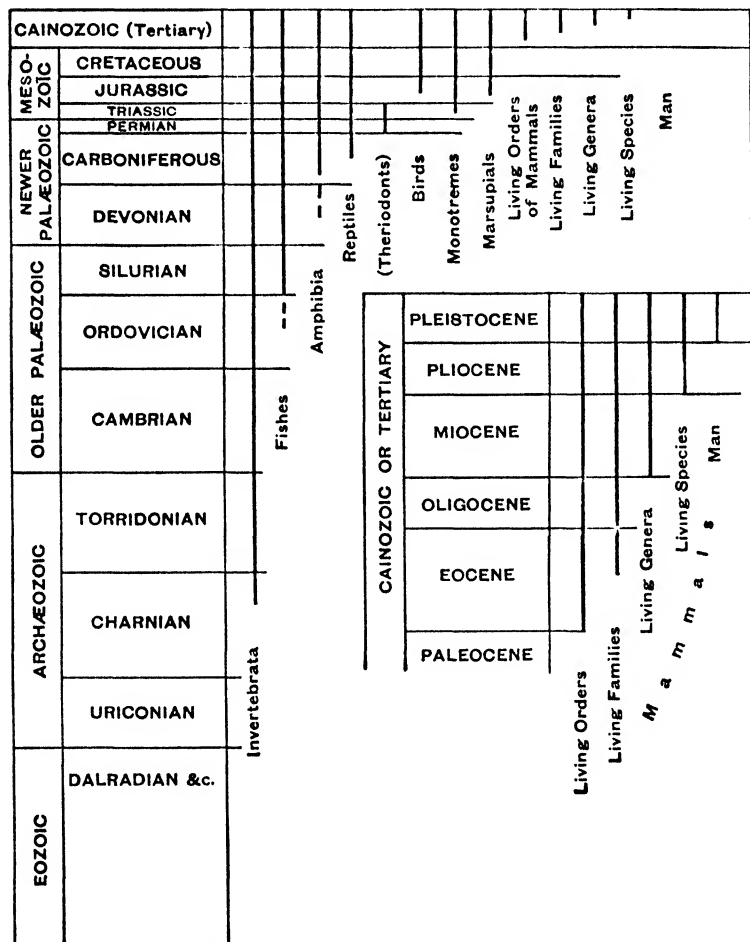 CAINOZOIC (Tertiary)
MESO-
ZOÏC
CRETACEOUS
JURASSIC
TRIASSIC
NEWER
PALÆOZOIC
PERMIAN
CARBONIFEROUS
DEVONIAN
OLDER PALÆOZOIC
SILURIAN
ORDOVICIAN
CAMBRIAN
ARCHÆOZOIC
TORRIDONIAN
CHARNIAN
URICONIAN
EOZOIC
DALRADIAN &c.
Invertebrata
Fishes
Amphibia
Reptiles
(Theriodonts)
Birds
Monotremes
Marsupials
Living Orders
of Mammals
Living Families
Living Genera
Living Species
Man
CAINOZOIC OR TERTIARY
PLEISTOCENE
PLIOCENE
MIOCENE
OLIGOCENE
EOCENE
PALEOCENE
Living Orders
Living Families
Living Genera
Living Species
Man
Mammals